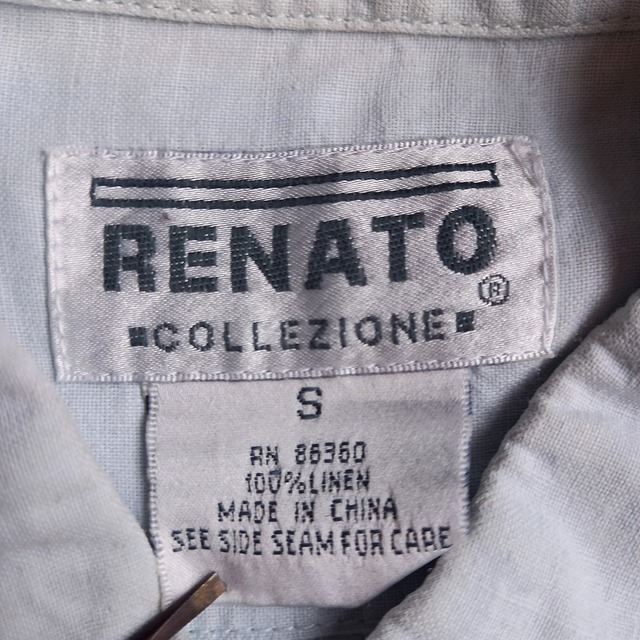 RENATO
®
COLLEZIONE
S
RN 86360
100%LINEN
MADE IN CHINA
SEE SIDE SEAM FOR CARE